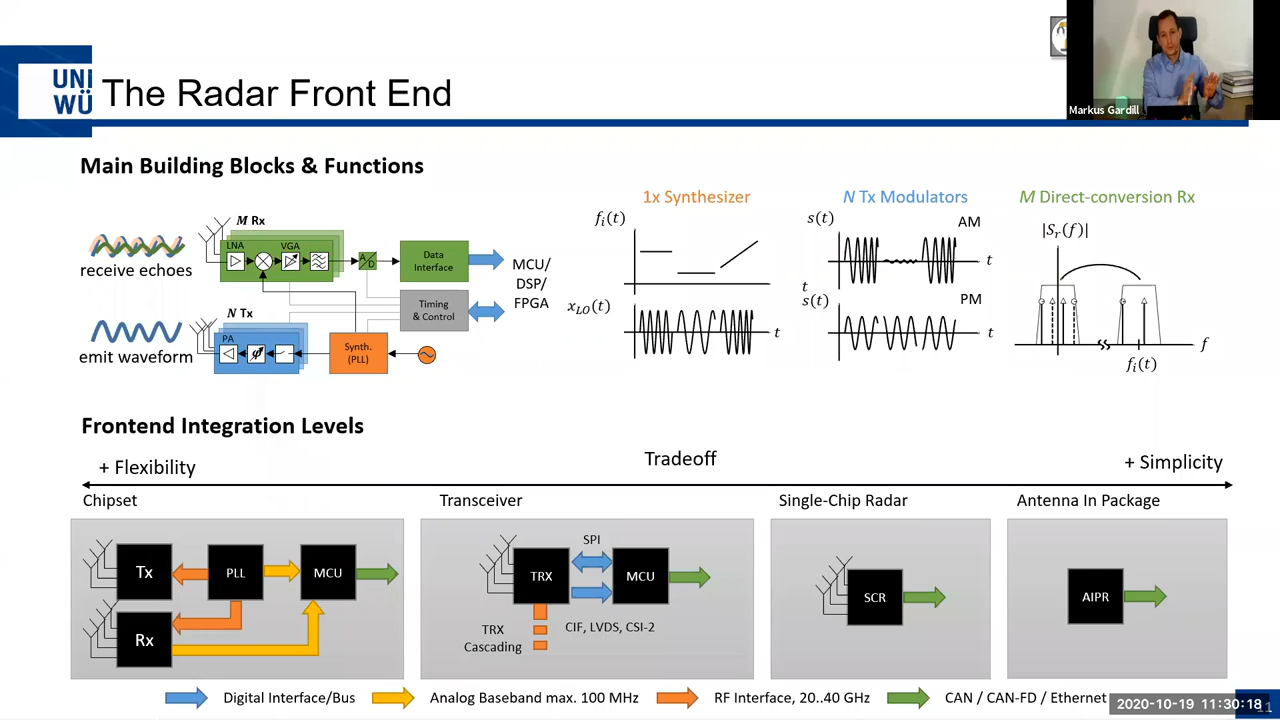 UNI
WÜ
The Radar Front End
Markus Gardill
Main Building Blocks & Functions
1x Synthesizer
N Tx Modulators
M Direct-conversion Rx
M Rx
LNA
VGA
A/D
Data
Interface
receive echoes
MCU/
DSP/
FPGA
Timing
& Control
N Tx
PA
φ
Synth.
(PLL)
emit waveform
fᵢ(t)
x_LO(t)
t
s(t)
AM
t
t
s(t)
PM
t
|Sᵣ(f)|
f
fᵢ(t)
Frontend Integration Levels
+ Flexibility
Tradeoff
+ Simplicity
Chipset
Transceiver
Single-Chip Radar
Antenna In Package
Tx
PLL
MCU
Rx
SPI
TRX
MCU
TRX
Cascading
CIF, LVDS, CSI-2
SCR
AIPR
Digital Interface/Bus
Analog Baseband max. 100 MHz
RF Interface, 20..40 GHz
CAN / CAN-FD / Ethernet
2020-10-19 11:30:18
11